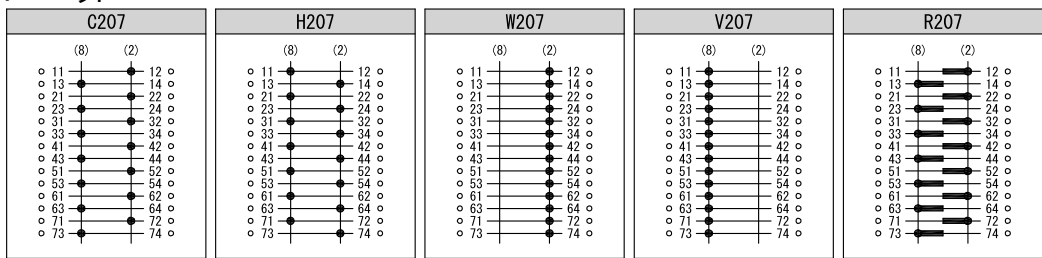 C207 H207 W207 V207 R207
(8) (2) (8) (2) (8) (2) (8) (2) (8) (2)
11 12 11 12 11 12 11 12 11 12
13 14 13 14 13 14 13 14 13 14
21 22 21 22 21 22 21 22 21 22
23 24 23 24 23 24 23 24 23 24
31 32 31 32 31 32 31 32 31 32
33 34 33 34 33 34 33 34 33 34
41 42 41 42 41 42 41 42 41 42
43 44 43 44 43 44 43 44 43 44
51 52 51 52 51 52 51 52 51 52
53 54 53 54 53 54 53 54 53 54
61 62 61 62 61 62 61 62 61 62
63 64 63 64 63 64 63 64 63 64
71 72 71 72 71 72 71 72 71 72
73 74 73 74 73 74 73 74 73 74